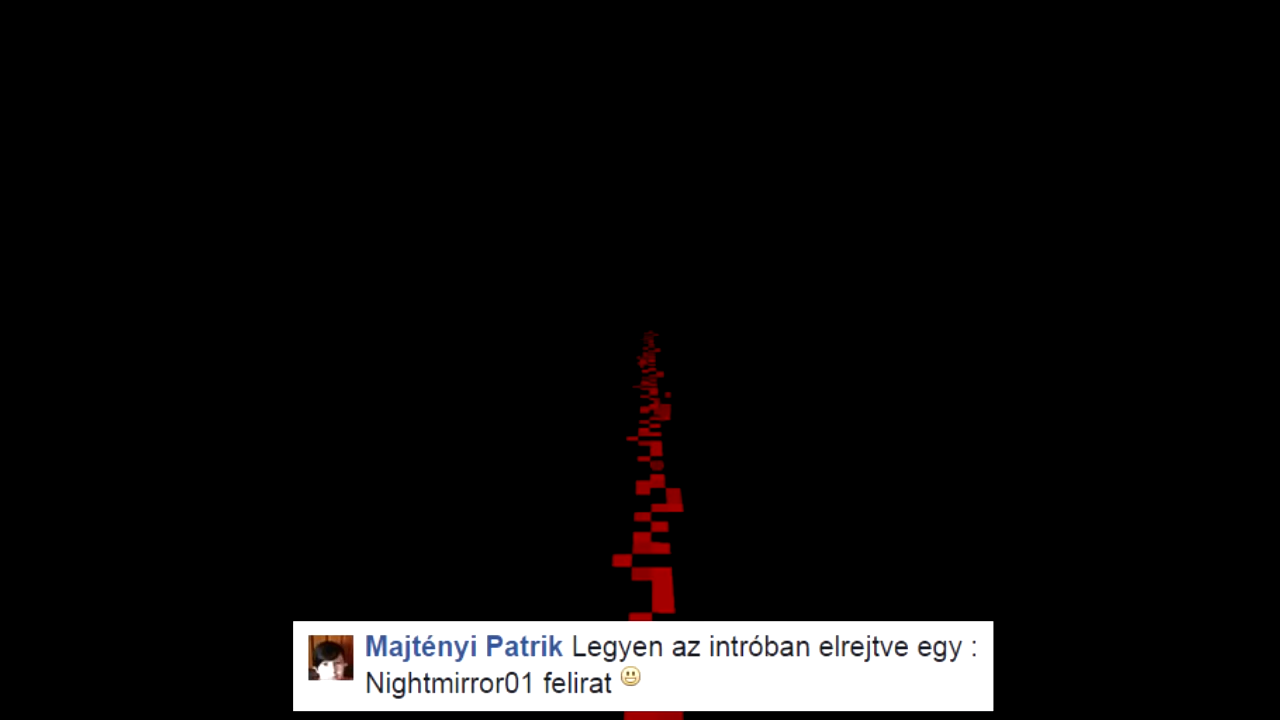 Majtényi Patrik Legyen az intróban elrejtve egy :
Nightmirror01 felirat 😃